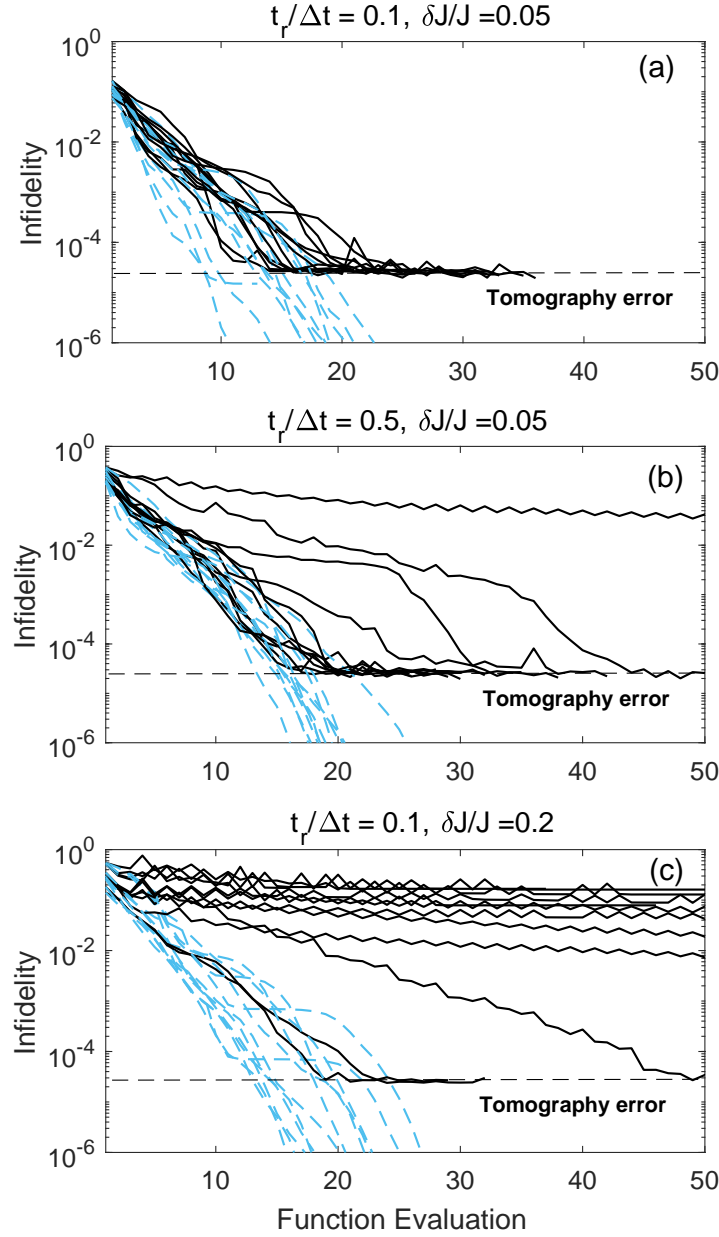 t_r/Δt = 0.1, δJ/J =0.05
(a)
10^0
10^-2
10^-4
10^-6
Infidelity
Tomography error
10 20 30 40 50
t_r/Δt = 0.5, δJ/J =0.05
(b)
10^0
10^-2
10^-4
10^-6
Infidelity
Tomography error
10 20 30 40 50
t_r/Δt = 0.1, δJ/J =0.2
(c)
10^0
10^-2
10^-4
10^-6
Infidelity
Tomography error
10 20 30 40 50
Function Evaluation